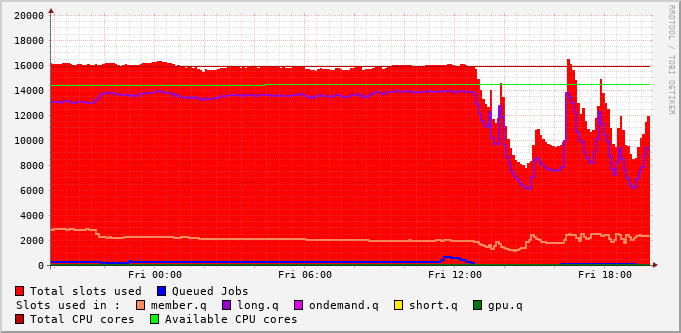 20000
18000
16000
14000
12000
10000
8000
6000
4000
2000
0
Fri 00:00 Fri 06:00 Fri 12:00 Fri 18:00
RRDTOOL / TOBI OETIKER
Total slots used Queued Jobs
Slots used in : member.q long.q ondemand.q short.q gpu.q
Total CPU cores Available CPU cores